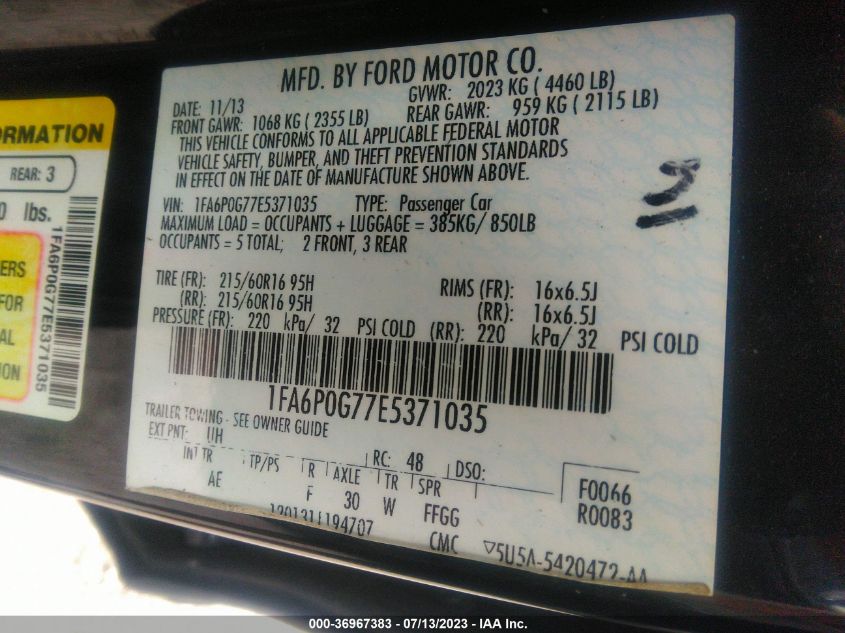 MFD. BY FORD MOTOR CO.
DATE: 11/13
GVWR: 2023 KG ( 4460 LB)
FRONT GAWR: 1068 KG ( 2355 LB)
REAR GAWR: 959 KG ( 2115 LB)
THIS VEHICLE CONFORMS TO ALL APPLICABLE FEDERAL MOTOR
VEHICLE SAFETY, BUMPER, AND THEFT PREVENTION STANDARDS
IN EFFECT ON THE DATE OF MANUFACTURE SHOWN ABOVE.
VIN: 1FA6P0G77E5371035 TYPE: Passenger Car
MAXIMUM LOAD = OCCUPANTS + LUGGAGE = 385KG/ 850LB
OCCUPANTS = 5 TOTAL; 2 FRONT, 3 REAR
TIRE (FR): 215/60R16 95H RIMS (FR): 16x6.5J
(RR): 215/60R16 95H (RR): 16x6.5J
PRESSURE (FR): 220 kPa/ 32 PSI COLD (RR): 220 kPa/ 32 PSI COLD
1FA6P0G77E5371035
TRAILER TOWING - SEE OWNER GUIDE
EXT PNT: UH RC: 48 DSO:
INT TR TP/PS R AXLE TR SPR F0066
AE F 30 W FFGG R0083
CMC ▽5U5A-5420472-AA
ORMATION
REAR: 3
0 lbs.
ERS
FOR
AL
ION
1FA6P0G77E5371035
000-36967383 - 07/13/2023 - IAA Inc.